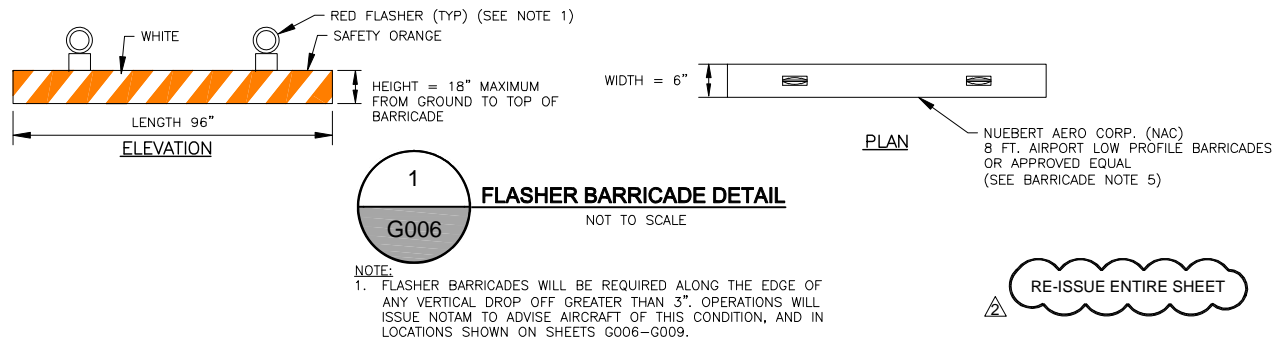 RED FLASHER (TYP) (SEE NOTE 1)
WHITE
SAFETY ORANGE
HEIGHT = 18" MAXIMUM
FROM GROUND TO TOP OF
BARRICADE
LENGTH 96"
ELEVATION
WIDTH = 6"
PLAN
NUEBERT AERO CORP. (NAC)
8 FT. AIRPORT LOW PROFILE BARRICADES
OR APPROVED EQUAL
(SEE BARRICADE NOTE 5)
1
G006
FLASHER BARRICADE DETAIL
NOT TO SCALE
NOTE:
1. FLASHER BARRICADES WILL BE REQUIRED ALONG THE EDGE OF
ANY VERTICAL DROP OFF GREATER THAN 3". OPERATIONS WILL
ISSUE NOTAM TO ADVISE AIRCRAFT OF THIS CONDITION, AND IN
LOCATIONS SHOWN ON SHEETS G006-G009.
RE-ISSUE ENTIRE SHEET
2